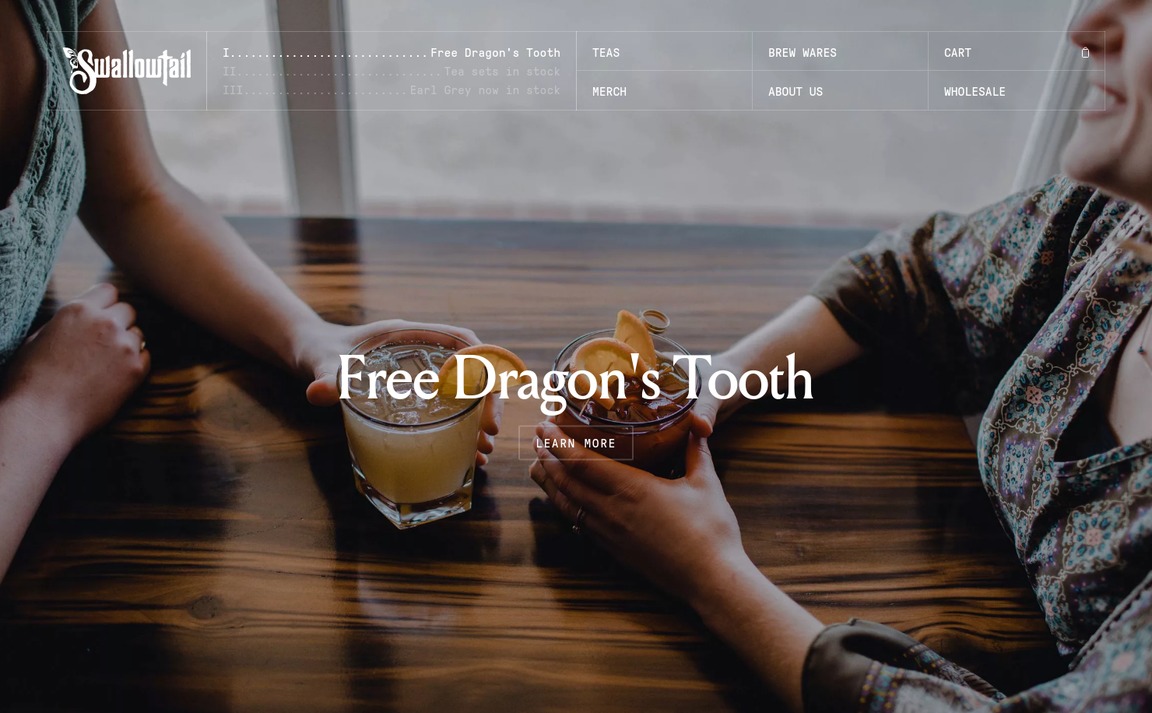 Swallowtail
I..............................Free Dragon's Tooth
II..............................Tea sets in stock
III........................Earl Grey now in stock
TEAS
BREW WARES
CART
MERCH
ABOUT US
WHOLESALE
Free Dragon's Tooth
LEARN MORE